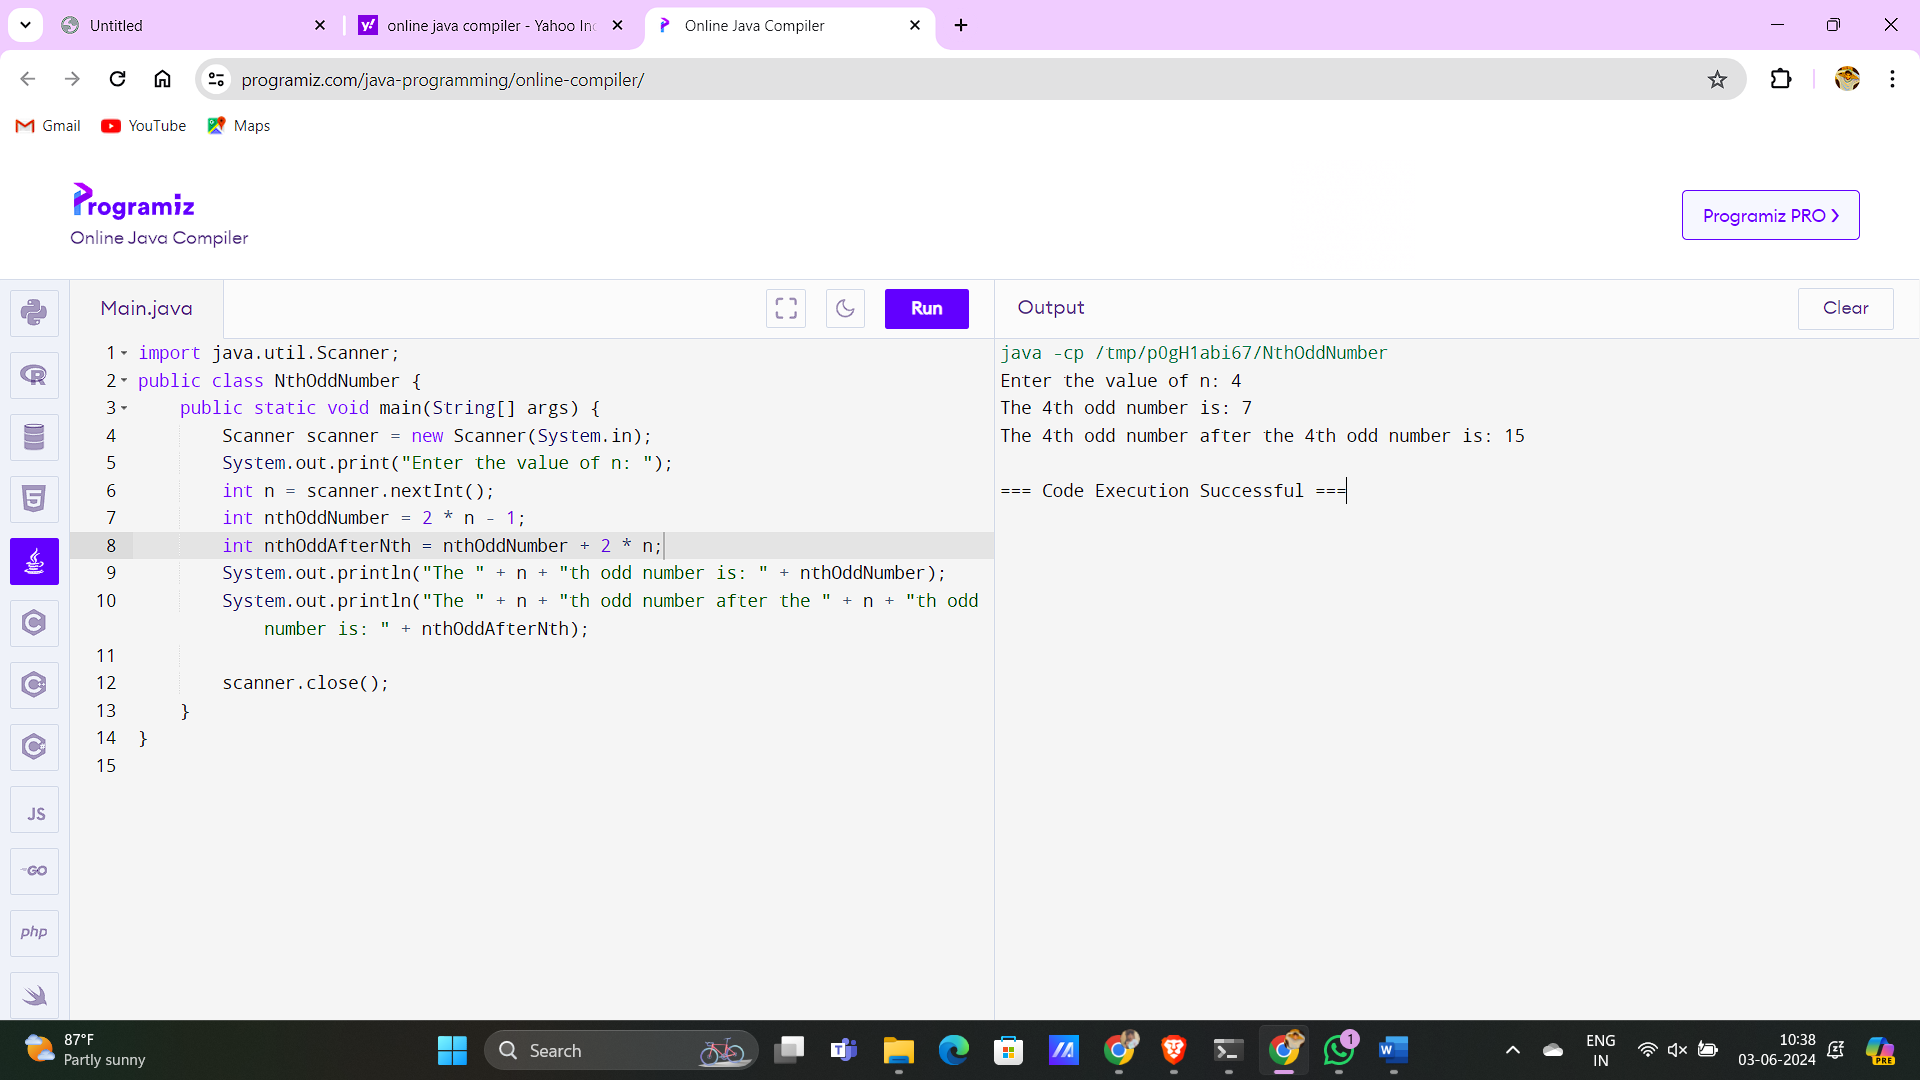 Untitled
online java compiler - Yahoo Inc
Online Java Compiler
programiz.com/java-programming/online-compiler/
Gmail
YouTube
Maps
Programiz
Online Java Compiler
Programiz PRO ❯
Main.java
Run
Output
Clear
1 import java.util.Scanner;
2 public class NthOddNumber {
3 public static void main(String[] args) {
4 Scanner scanner = new Scanner(System.in);
5 System.out.print("Enter the value of n: ");
6 int n = scanner.nextInt();
7 int nthOddNumber = 2 * n - 1;
8 int nthOddAfterNth = nthOddNumber + 2 * n;
9 System.out.println("The " + n + "th odd number is: " + nthOddNumber);
10 System.out.println("The " + n + "th odd number after the " + n + "th odd
number is: " + nthOddAfterNth);
11
12 scanner.close();
13 }
14 }
15
java -cp /tmp/p0gH1abi67/NthOddNumber
Enter the value of n: 4
The 4th odd number is: 7
The 4th odd number after the 4th odd number is: 15
=== Code Execution Successful ===
JS
GO
php
87°F
Partly sunny
Search
1
ENG
IN
10:38
03-06-2024
PRE